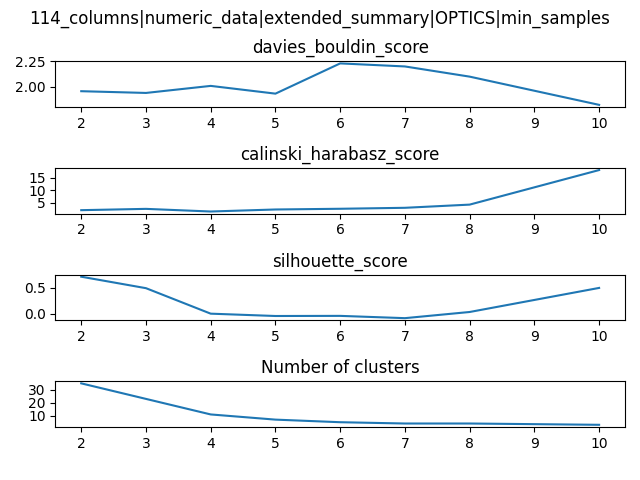 114_columns|numeric_data|extended_summary|OPTICS|min_samples
davies_bouldin_score
2.25
2.00
2 3 4 5 6 7 8 9 10
calinski_harabasz_score
15
10
5
2 3 4 5 6 7 8 9 10
silhouette_score
0.5
0.0
2 3 4 5 6 7 8 9 10
Number of clusters
30
20
10
2 3 4 5 6 7 8 9 10